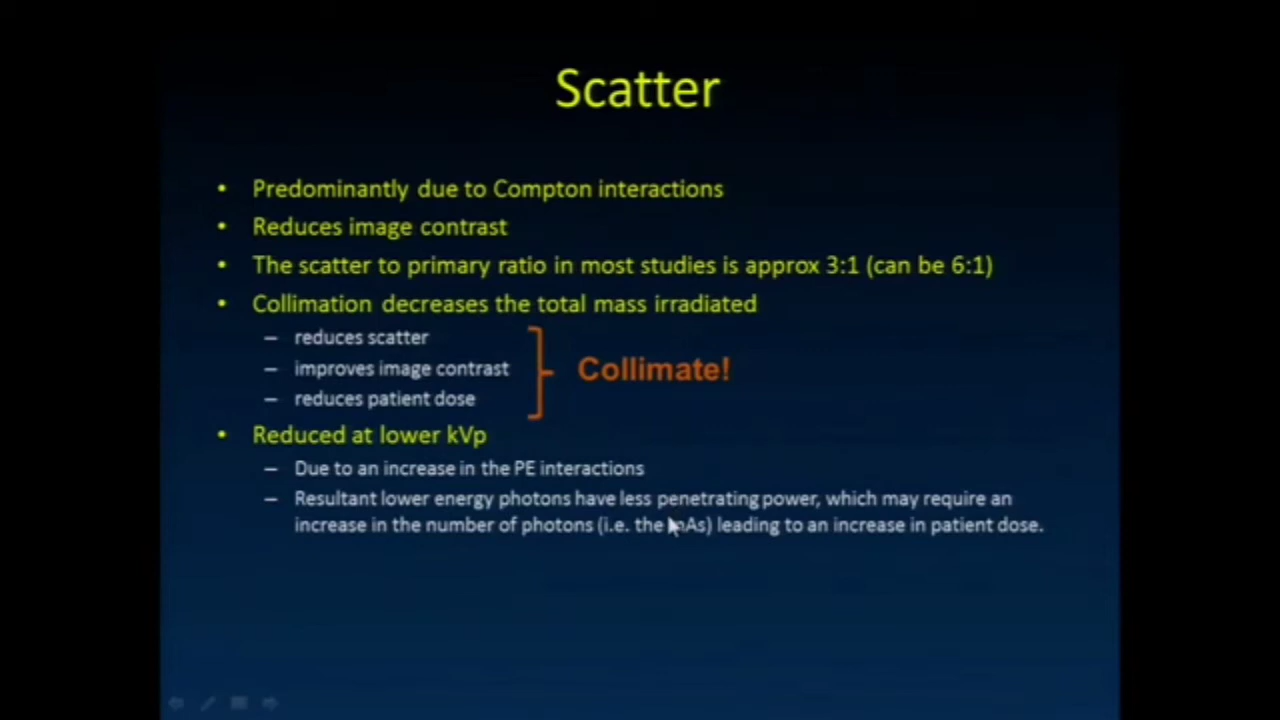 Scatter
• Predominantly due to Compton interactions
• Reduces image contrast
• The scatter to primary ratio in most studies is approx 3:1 (can be 6:1)
• Collimation decreases the total mass irradiated
– reduces scatter
– improves image contrast
– reduces patient dose
Collimate!
• Reduced at lower kVp
– Due to an increase in the PE interactions
– Resultant lower energy photons have less penetrating power, which may require an
increase in the number of photons (i.e. the mAs) leading to an increase in patient dose.